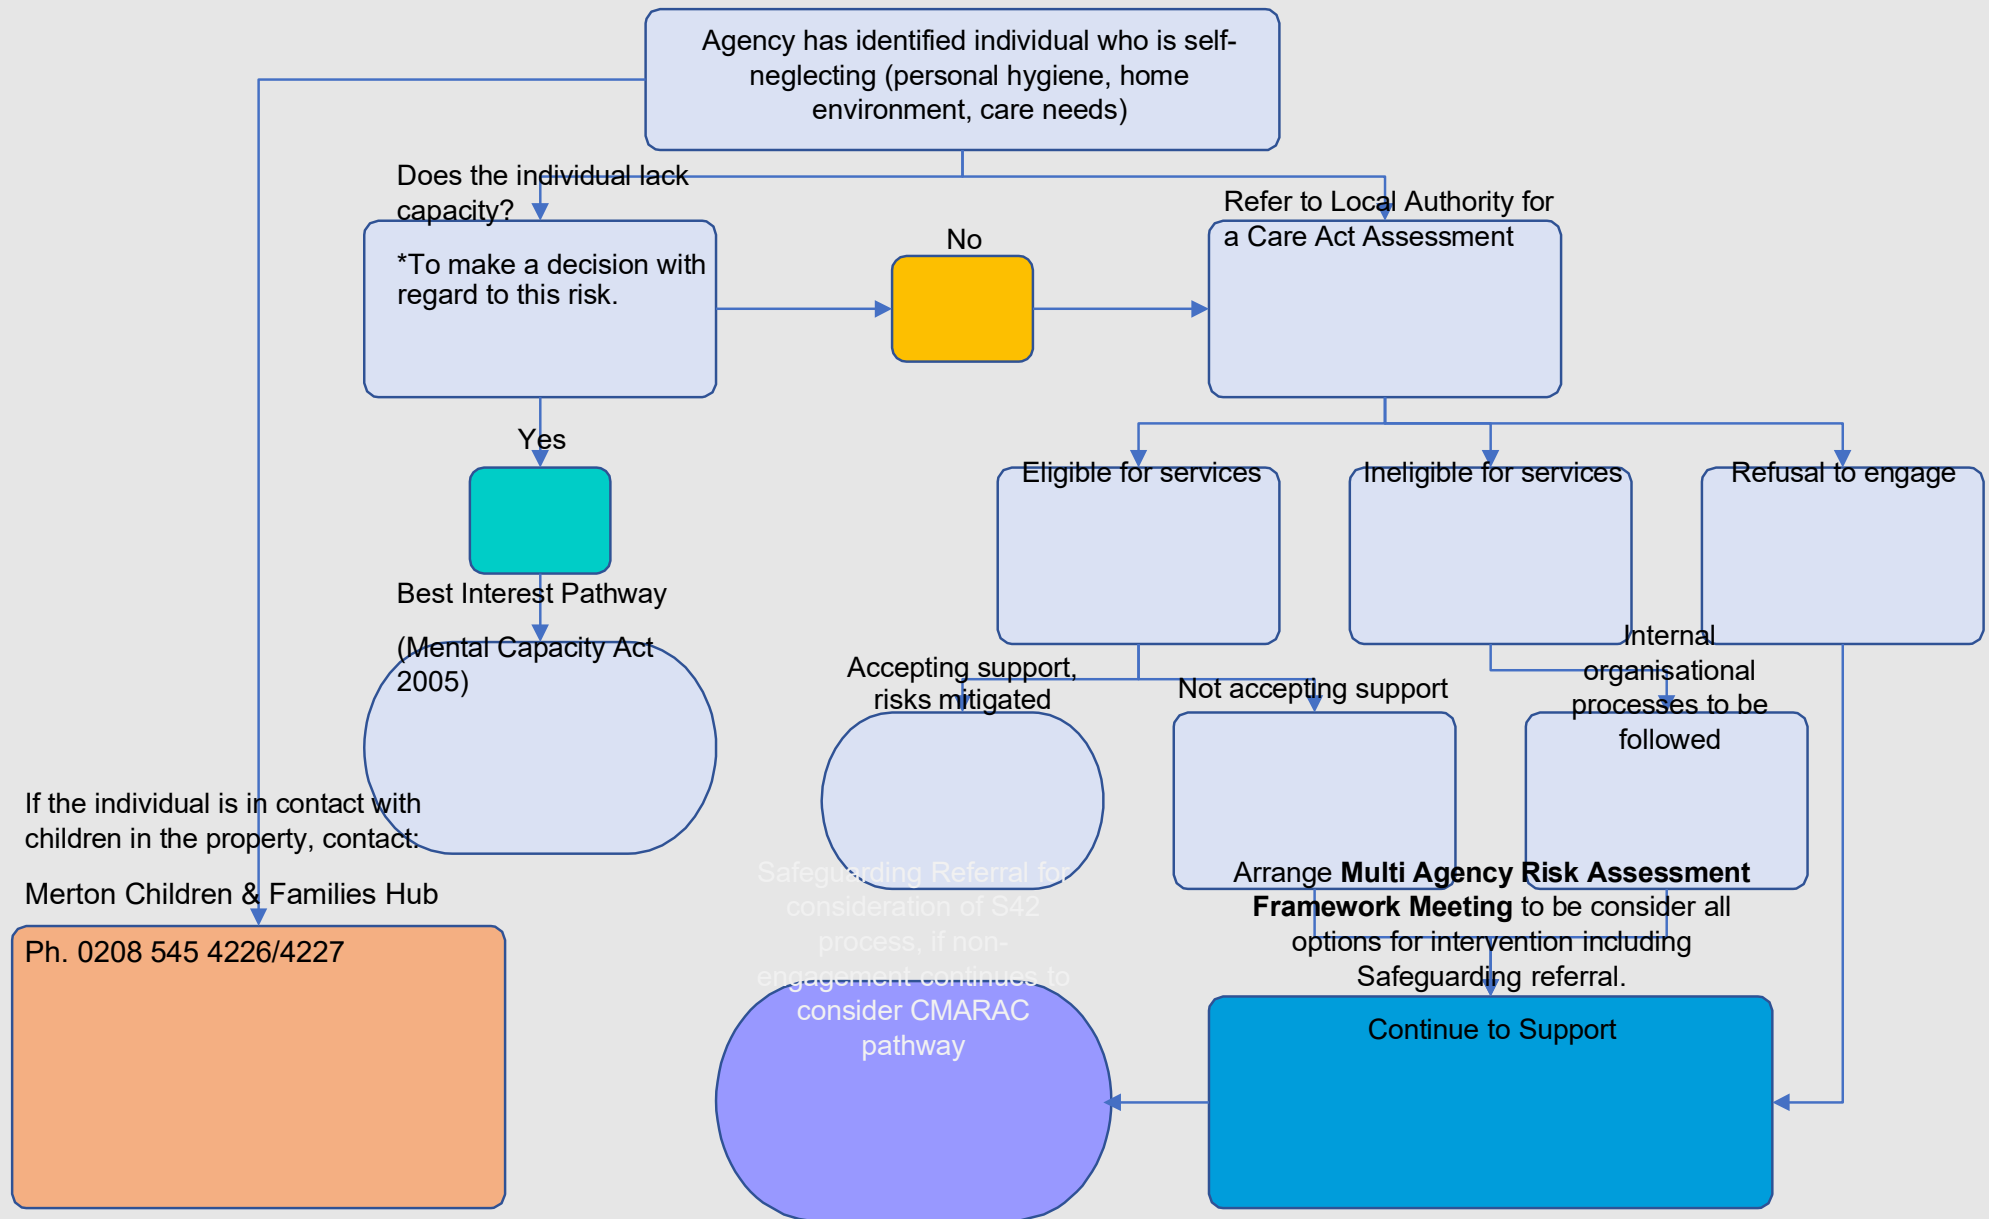 Agency has identified individual who is self-
neglecting (personal hygiene, home
environment, care needs)
Does the individual lack
capacity?
*To make a decision with
regard to this risk.
No
Refer to Local Authority for
a Care Act Assessment
Yes
Eligible for services
Ineligible for services
Refusal to engage
Best Interest Pathway
(Mental Capacity Act
2005)
Accepting support,
risks mitigated
Not accepting support
Internal
organisational
processes to be
followed
If the individual is in contact with
children in the property, contact:
Merton Children & Families Hub
Ph. 0208 545 4226/4227
Safeguarding Referral for
consideration of S42
process, if non-
engagement continues to
consider CMARAC
pathway
Arrange Multi Agency Risk Assessment
Framework Meeting to be consider all
options for intervention including
Safeguarding referral.
Continue to Support